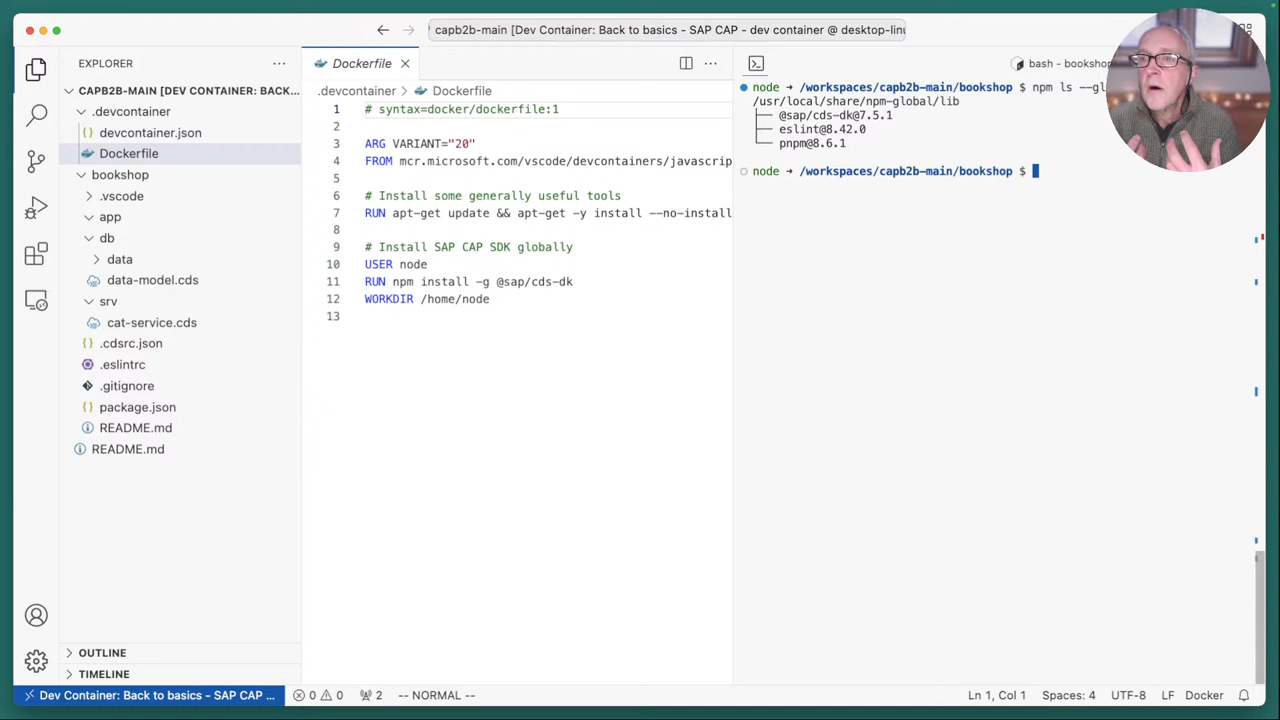 capb2b-main [Dev Container: Back to basics - SAP CAP - dev container @ desktop-linu
EXPLORER
CAPB2B-MAIN [DEV CONTAINER: BACK...
.devcontainer
devcontainer.json
Dockerfile
bookshop
.vscode
app
db
data
data-model.cds
srv
cat-service.cds
.cdsrc.json
.eslintrc
.gitignore
package.json
README.md
README.md
OUTLINE
TIMELINE
Dockerfile
.devcontainer > Dockerfile
1 # syntax=docker/dockerfile:1
2
3 ARG VARIANT="20"
4 FROM mcr.microsoft.com/vscode/devcontainers/javascrip
5
6 # Install some generally useful tools
7 RUN apt-get update && apt-get -y install --no-install
8
9 # Install SAP CAP SDK globally
10 USER node
11 RUN npm install -g @sap/cds-dk
12 WORKDIR /home/node
13
bash - bookshop
node → /workspaces/capb2b-main/bookshop $ npm ls --gl
/usr/local/share/npm-global/lib
├── @sap/cds-dk@7.5.1
├── eslint@8.42.0
└── pnpm@8.6.1
node → /workspaces/capb2b-main/bookshop $
Dev Container: Back to basics - SAP CAP ... 0 0 2 -- NORMAL -- Ln 1, Col 1 Spaces: 4 UTF-8 LF Docker